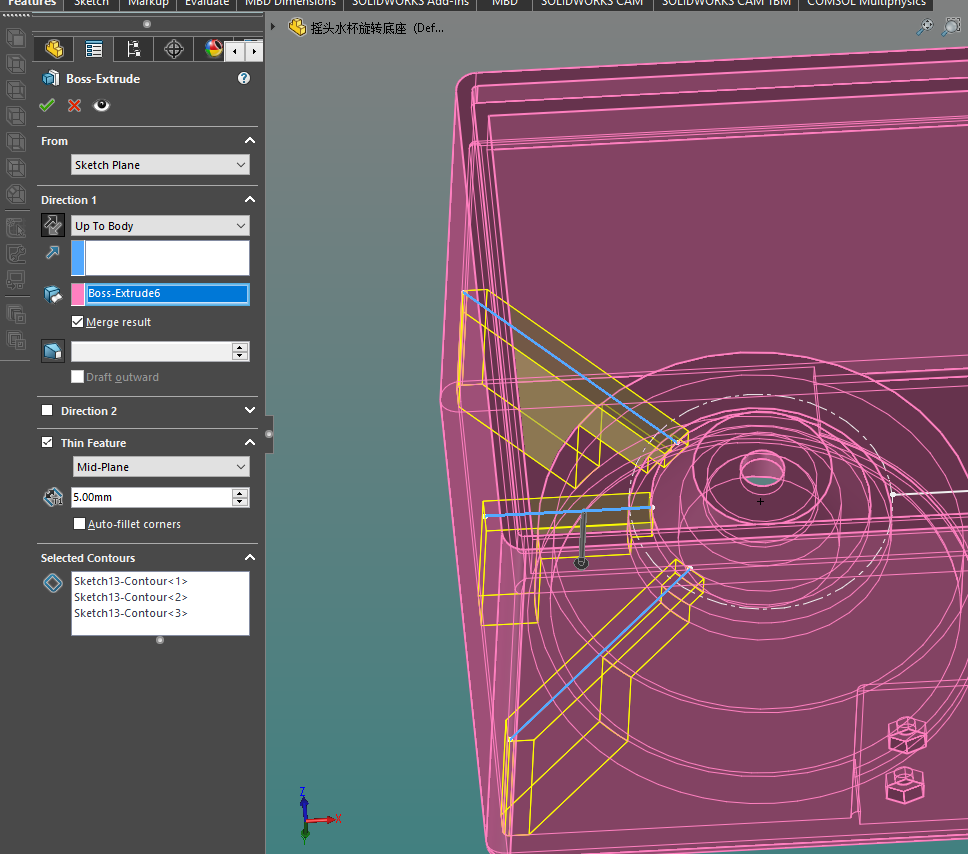 Features Sketch Markup Evaluate MBD Dimensions SOLIDWORKS Add-Ins MBD SOLIDWORKS CAM SOLIDWORKS CAM TBM COMSOL Multiphysics
摇头水杯旋转底座 (Def...
Boss-Extrude
?
From
Sketch Plane
Direction 1
Up To Body
Boss-Extrude6
Merge result
Draft outward
Direction 2
Thin Feature
Mid-Plane
5.00mm
Auto-fillet corners
Selected Contours
Sketch13-Contour<1>
Sketch13-Contour<2>
Sketch13-Contour<3>
Z
X